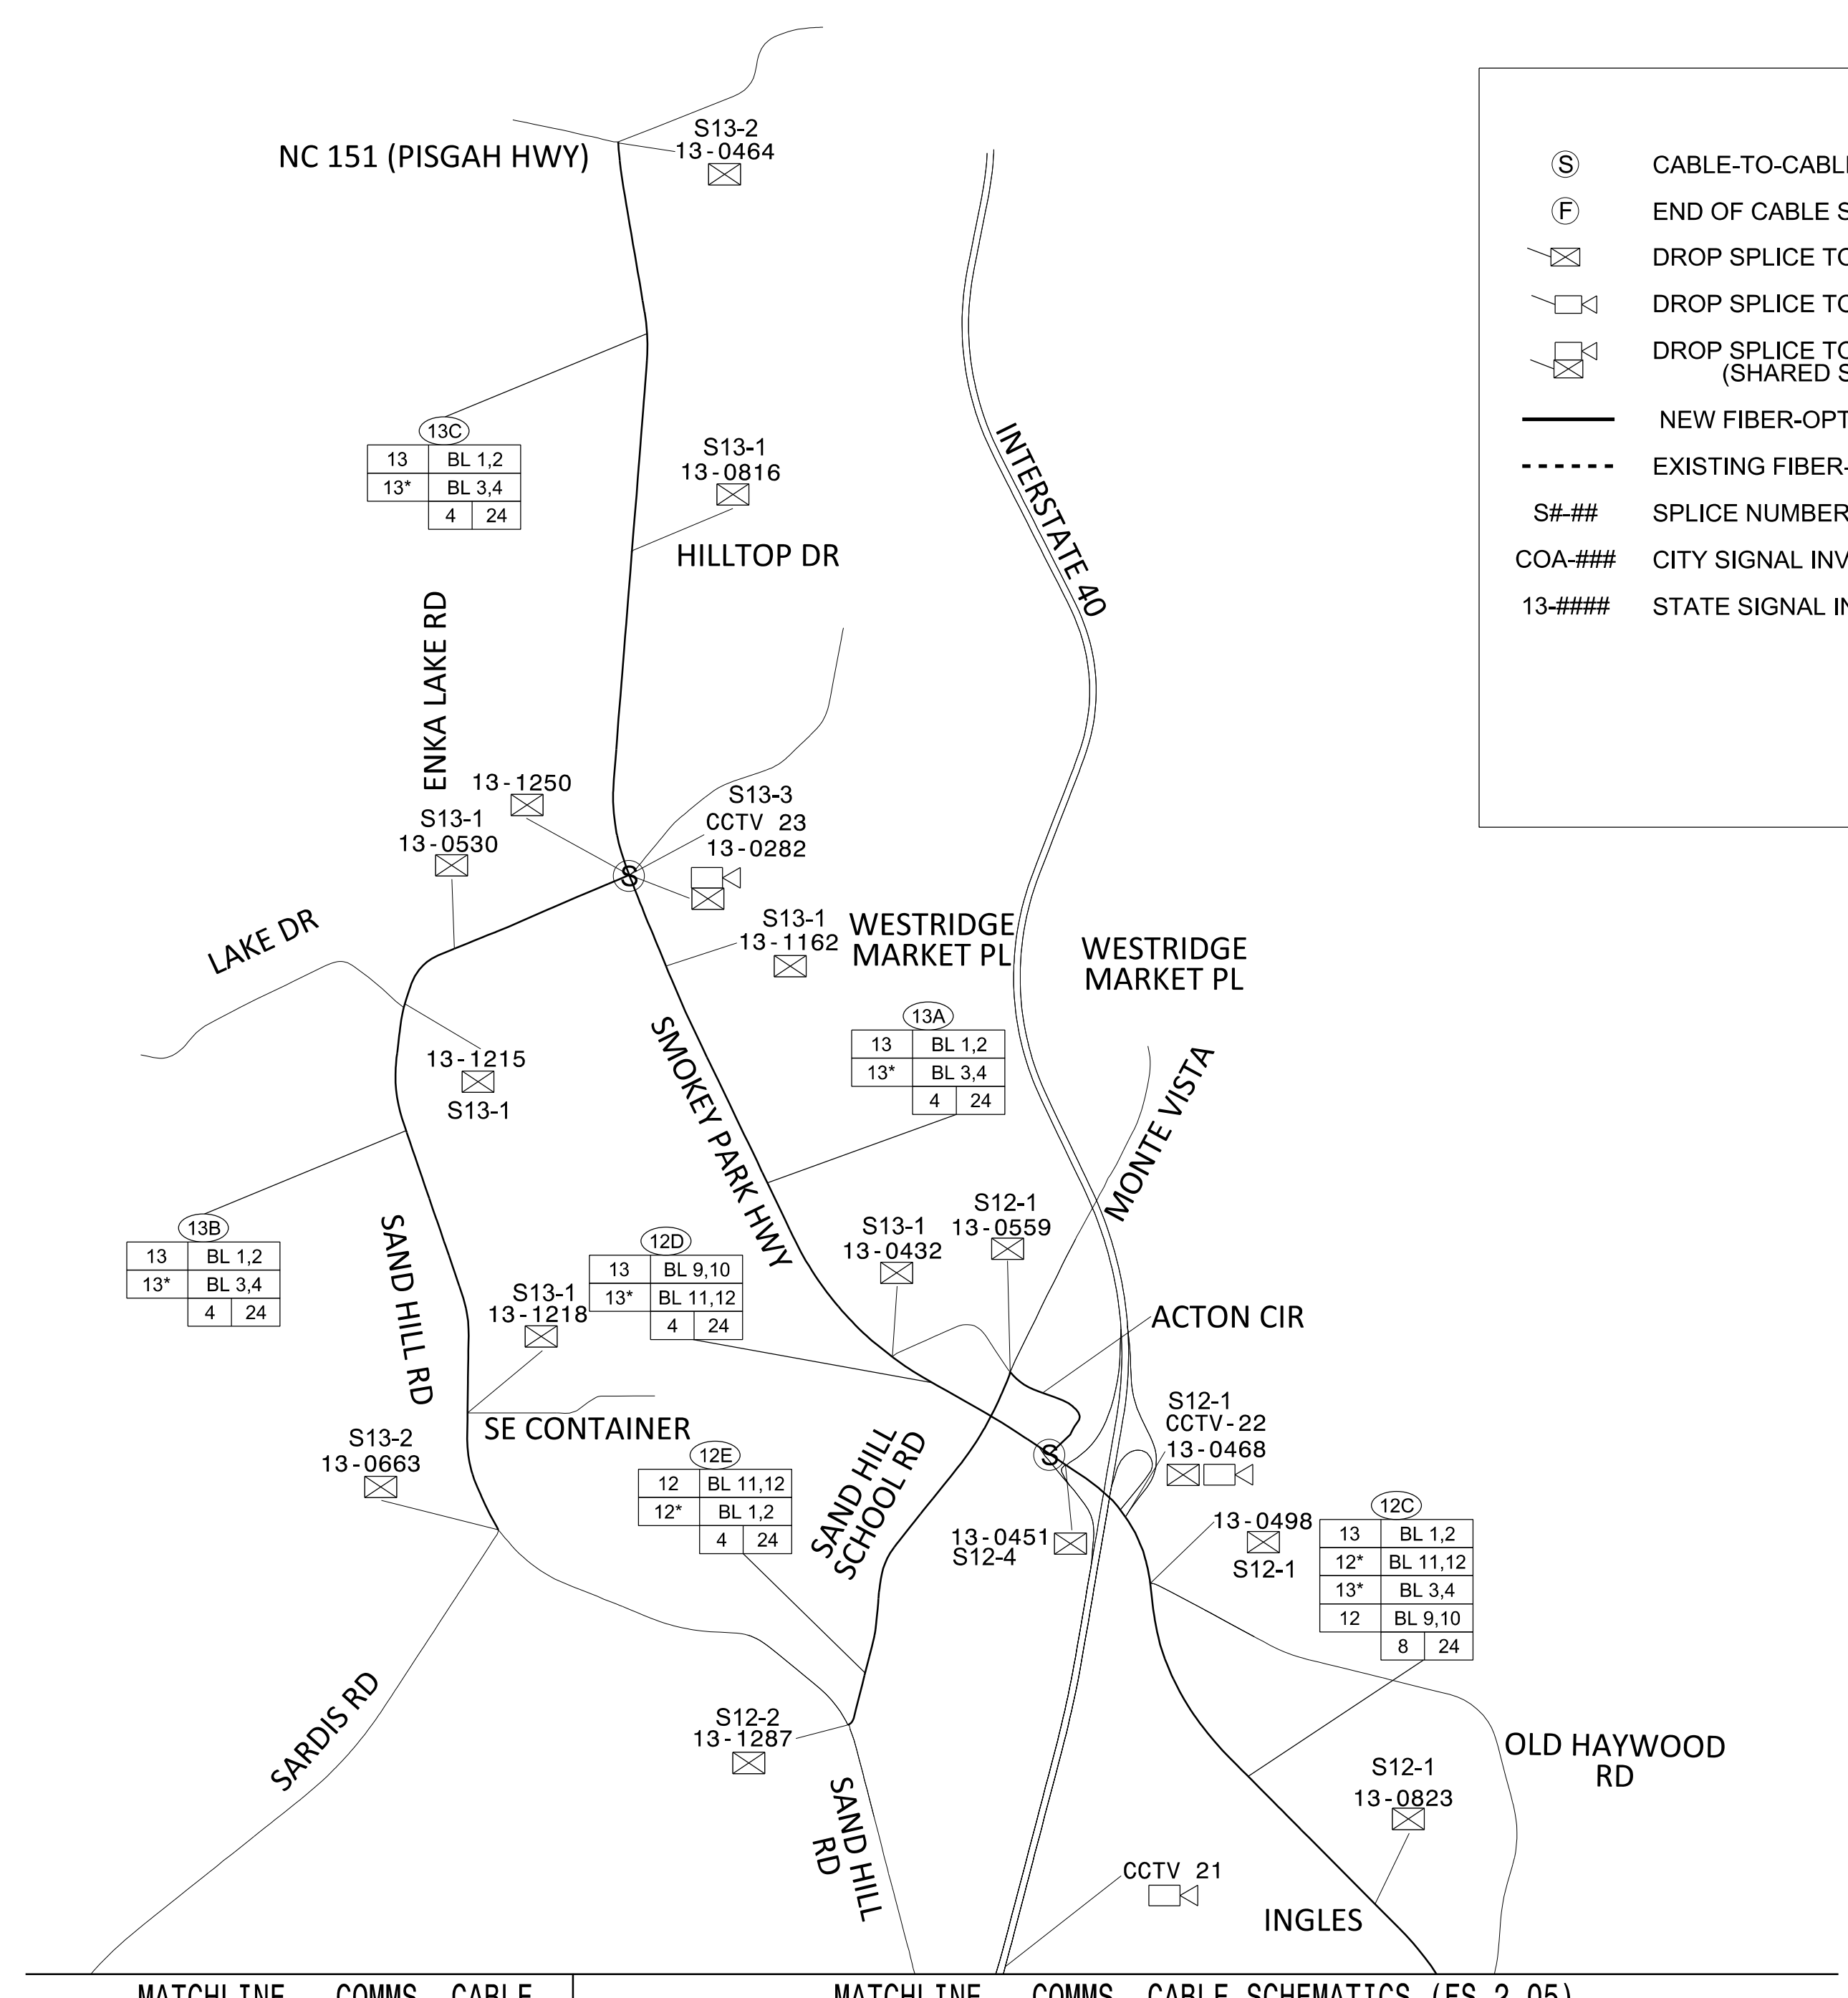 S13-2
13-0464
NC 151 (PISGAH HWY)
S CABLE-TO-CABLE
F END OF CABLE S
DROP SPLICE TO
DROP SPLICE TO
DROP SPLICE TO
(SHARED S
NEW FIBER-OPT
EXISTING FIBER-
S#-## SPLICE NUMBER
COA-### CITY SIGNAL INV
13-#### STATE SIGNAL IN
13C
13 BL 1,2
13* BL 3,4
4 24
S13-1
13-0816
HILLTOP DR
INTERSTATE 40
ENKA LAKE RD
13-1250
S13-1
13-0530
S13-3
CCTV 23
13-0282
S
LAKE DR
S13-1
13-1162
WESTRIDGE
MARKET PL
WESTRIDGE
MARKET PL
13A
13 BL 1,2
13* BL 3,4
4 24
13-1215
S13-1
SMOKEY PARK HWY
MONTE VISTA
13B
13 BL 1,2
13* BL 3,4
4 24
SAND HILL RD
S13-1
13-1218
12D
13 BL 9,10
13* BL 11,12
4 24
S13-1
13-0432
S12-1
13-0559
ACTON CIR
SE CONTAINER
S13-2
13-0663
12E
12 BL 11,12
12* BL 1,2
4 24
SAND HILL
SCHOOL RD
S
S12-1
CCTV-22
13-0468
13-0451
S12-4
13-0498
S12-1
12C
13 BL 1,2
12* BL 11,12
13* BL 3,4
12 BL 9,10
8 24
SARDIS RD
S12-2
13-1287
SAND HILL
RD
OLD HAYWOOD
RD
S12-1
13-0823
CCTV 21
INGLES
MATCHLINE COMMS CABLE
MATCHLINE COMMS CABLE SCHEMATICS (ES 2.05)